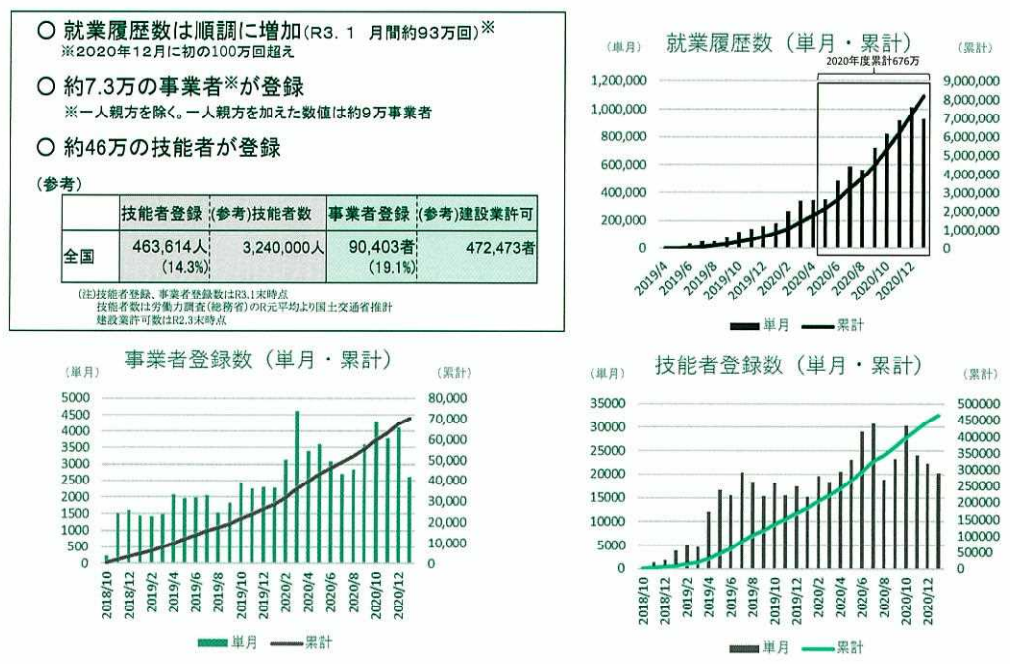 ○ 就業履歴数は順調に増加(R3.1 月間約93万回)※
※2020年12月に初の100万回超え
○ 約7.3万の事業者※が登録
※一人親方を除く。一人親方を加えた数値は約9万事業者
○ 約46万の技能者が登録
(参考)
技能者登録 (参考)技能者数 事業者登録 (参考)建設業許可
全国 463,614人 3,240,000人 90,403者 472,473者
(14.3%) (19.1%)
(注)技能者登録、事業者登録数はR3.1末時点
技能者数は労働力調査(総務省)のR元平均より国土交通省推計
建設業許可数はR2.3末時点
就業履歴数(単月・累計)
(単月) (累計)
2020年度累計676万
1,200,000 9,000,000
1,000,000 8,000,000
800,000 7,000,000
600,000 6,000,000
400,000 5,000,000
200,000 4,000,000
0 3,000,000
2,000,000
1,000,000
0
2019/4 2019/6 2019/8 2019/10 2019/12 2020/2 2020/4 2020/6 2020/8 2020/10 2020/12
単月 累計
事業者登録数(単月・累計)
(単月) (累計)
5000 80,000
4500 70,000
4000 60,000
3500 50,000
3000 40,000
2500 30,000
2000 20,000
1500 10,000
1000 0
500
0
2018/10 2018/12 2019/2 2019/4 2019/6 2019/8 2019/10 2019/12 2020/2 2020/4 2020/6 2020/8 2020/10 2020/12
単月 累計
技能者登録数(単月・累計)
(単月) (累計)
35000 500000
30000 450000
25000 400000
20000 350000
15000 300000
10000 250000
5000 200000
0 150000
100000
50000
0
2018/10 2018/12 2019/2 2019/4 2019/6 2019/8 2019/10 2019/12 2020/2 2020/4 2020/6 2020/8 2020/10 2020/12
単月 累計